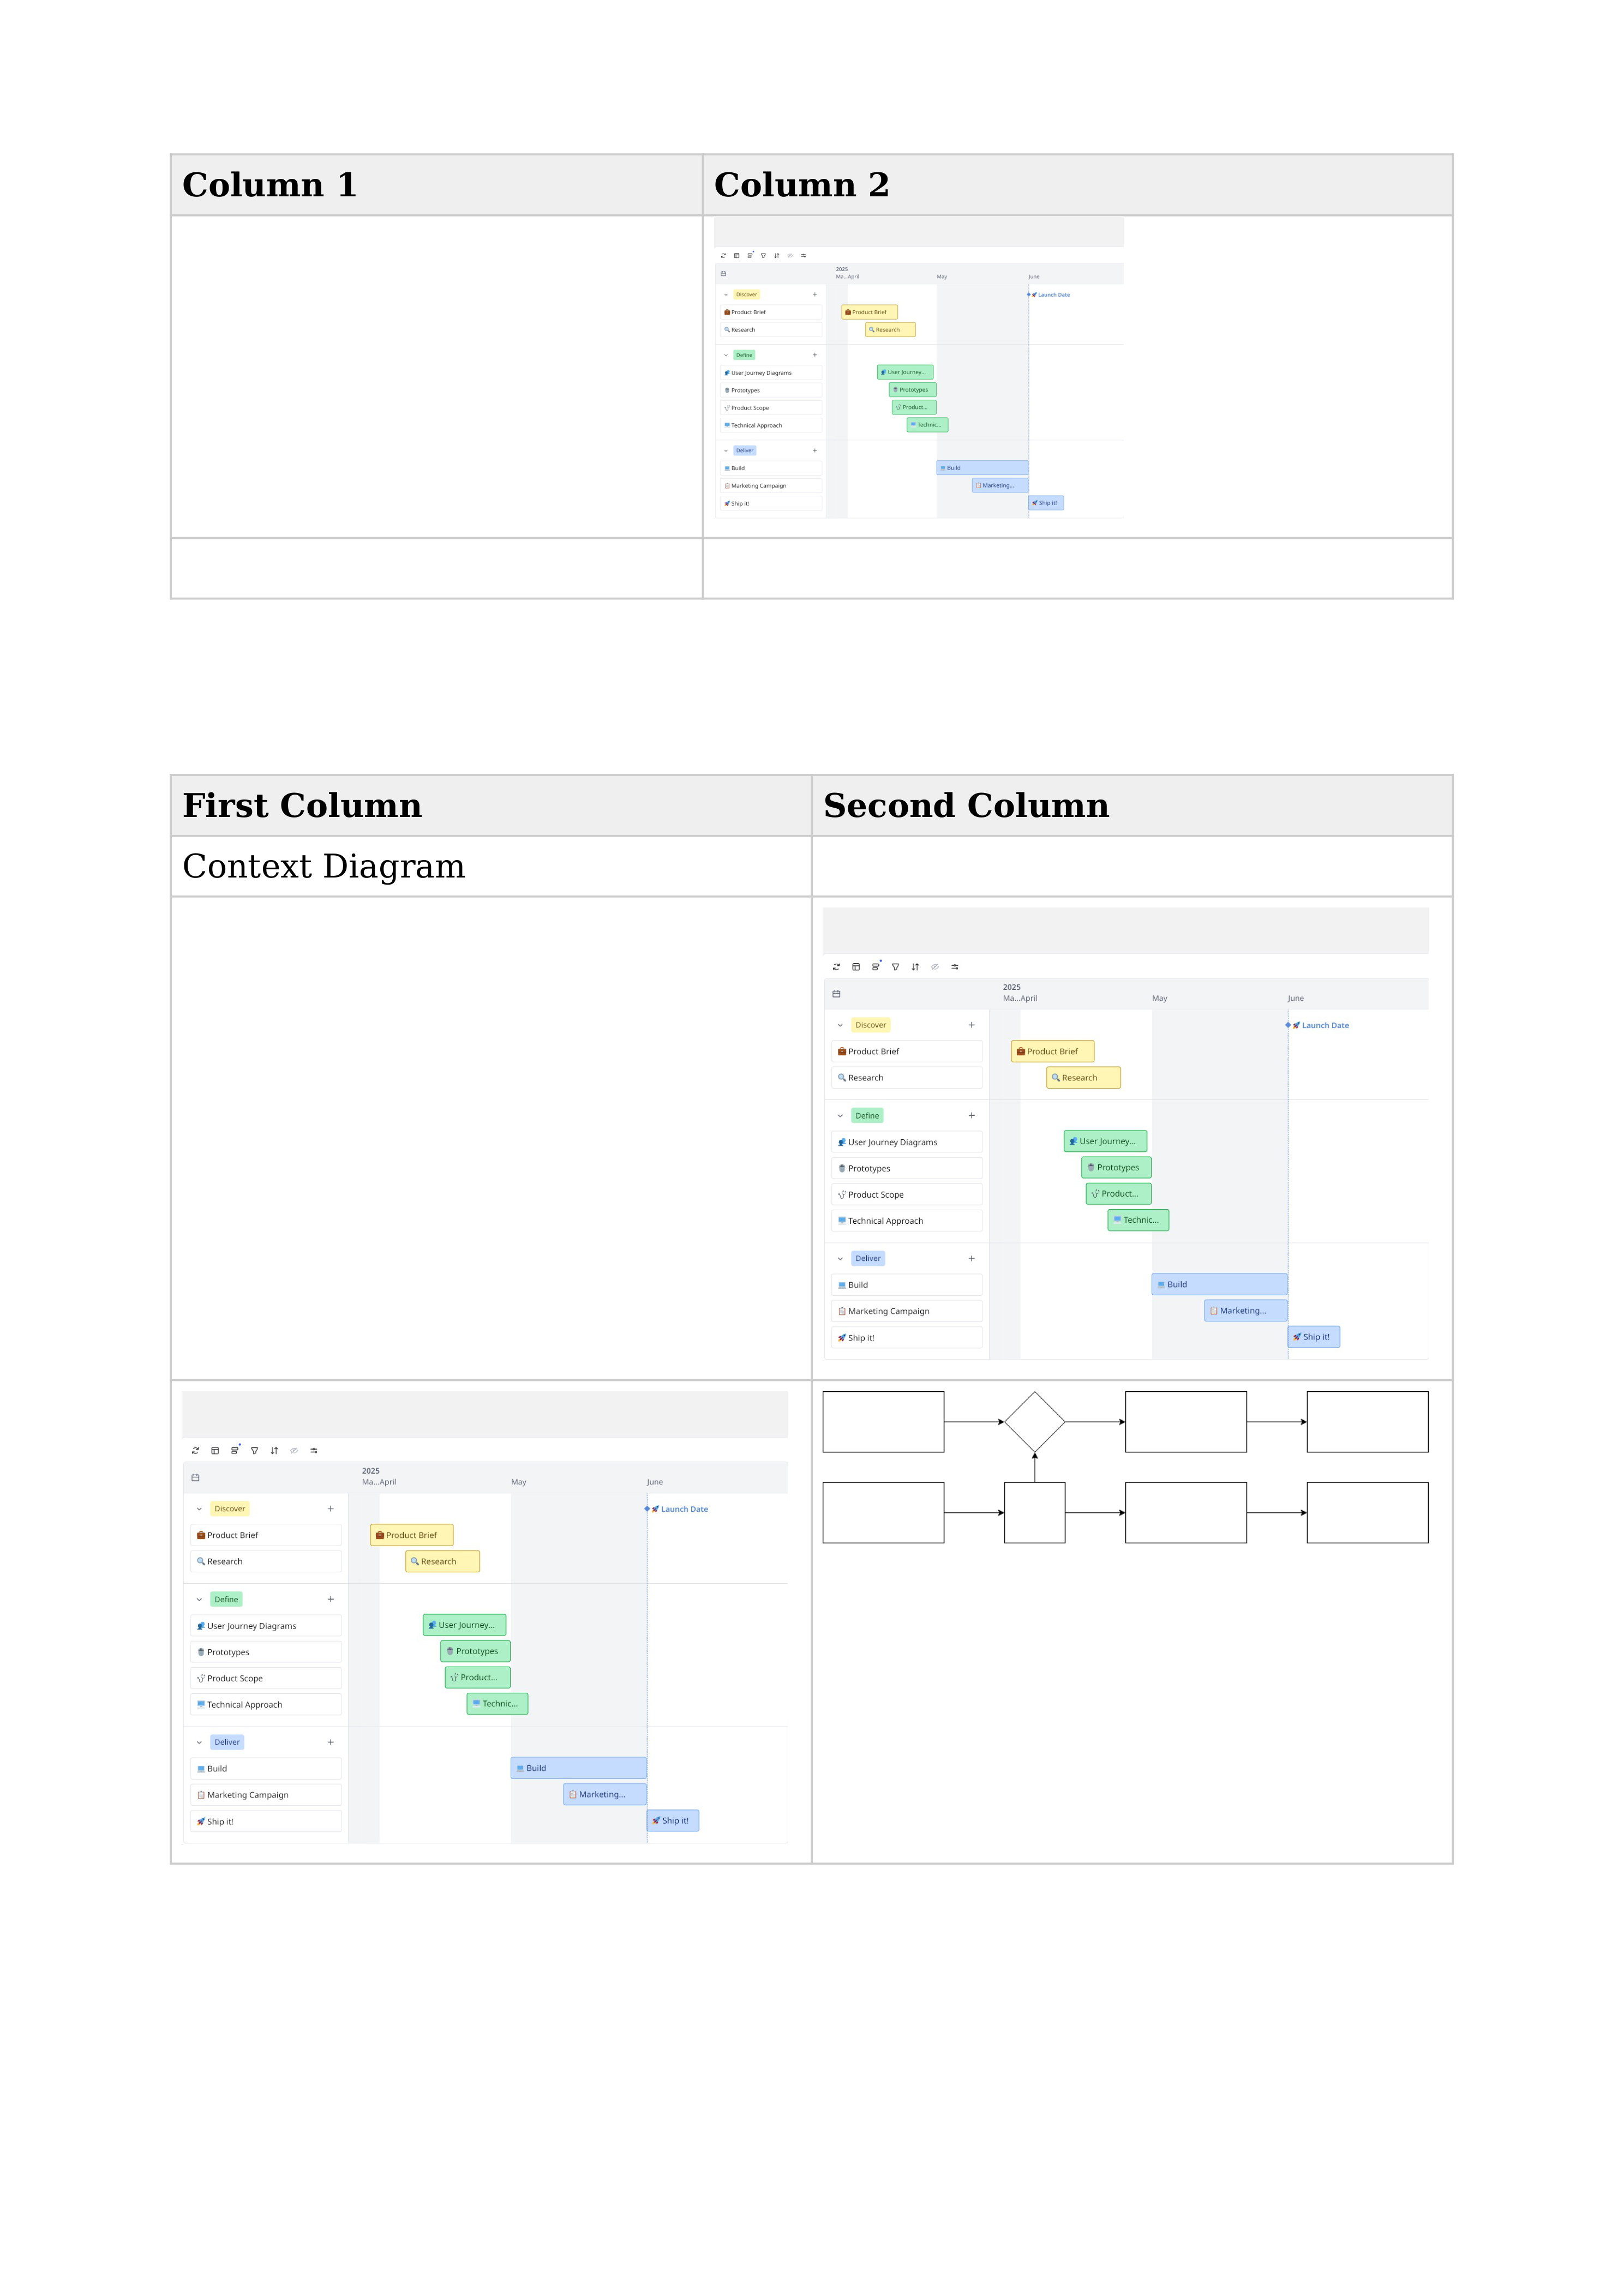 Column 1 Column 2
2025
Ma...April May June
Discover Launch Date
Product Brief Product Brief
Research Research
Define
User Journey Diagrams User Journey...
Prototypes Prototypes
Product Scope Product...
Technical Approach Technic...
Deliver
Build Build
Marketing Campaign Marketing...
Ship it! Ship it!
First Column Second Column
Context Diagram
2025
Ma...April May June
Discover Launch Date
Product Brief Product Brief
Research Research
Define
User Journey Diagrams User Journey...
Prototypes Prototypes
Product Scope Product...
Technical Approach Technic...
Deliver
Build Build
Marketing Campaign Marketing...
Ship it! Ship it!
2025
Ma...April May June
Discover Launch Date
Product Brief Product Brief
Research Research
Define
User Journey Diagrams User Journey...
Prototypes Prototypes
Product Scope Product...
Technical Approach Technic...
Deliver
Build Build
Marketing Campaign Marketing...
Ship it! Ship it!